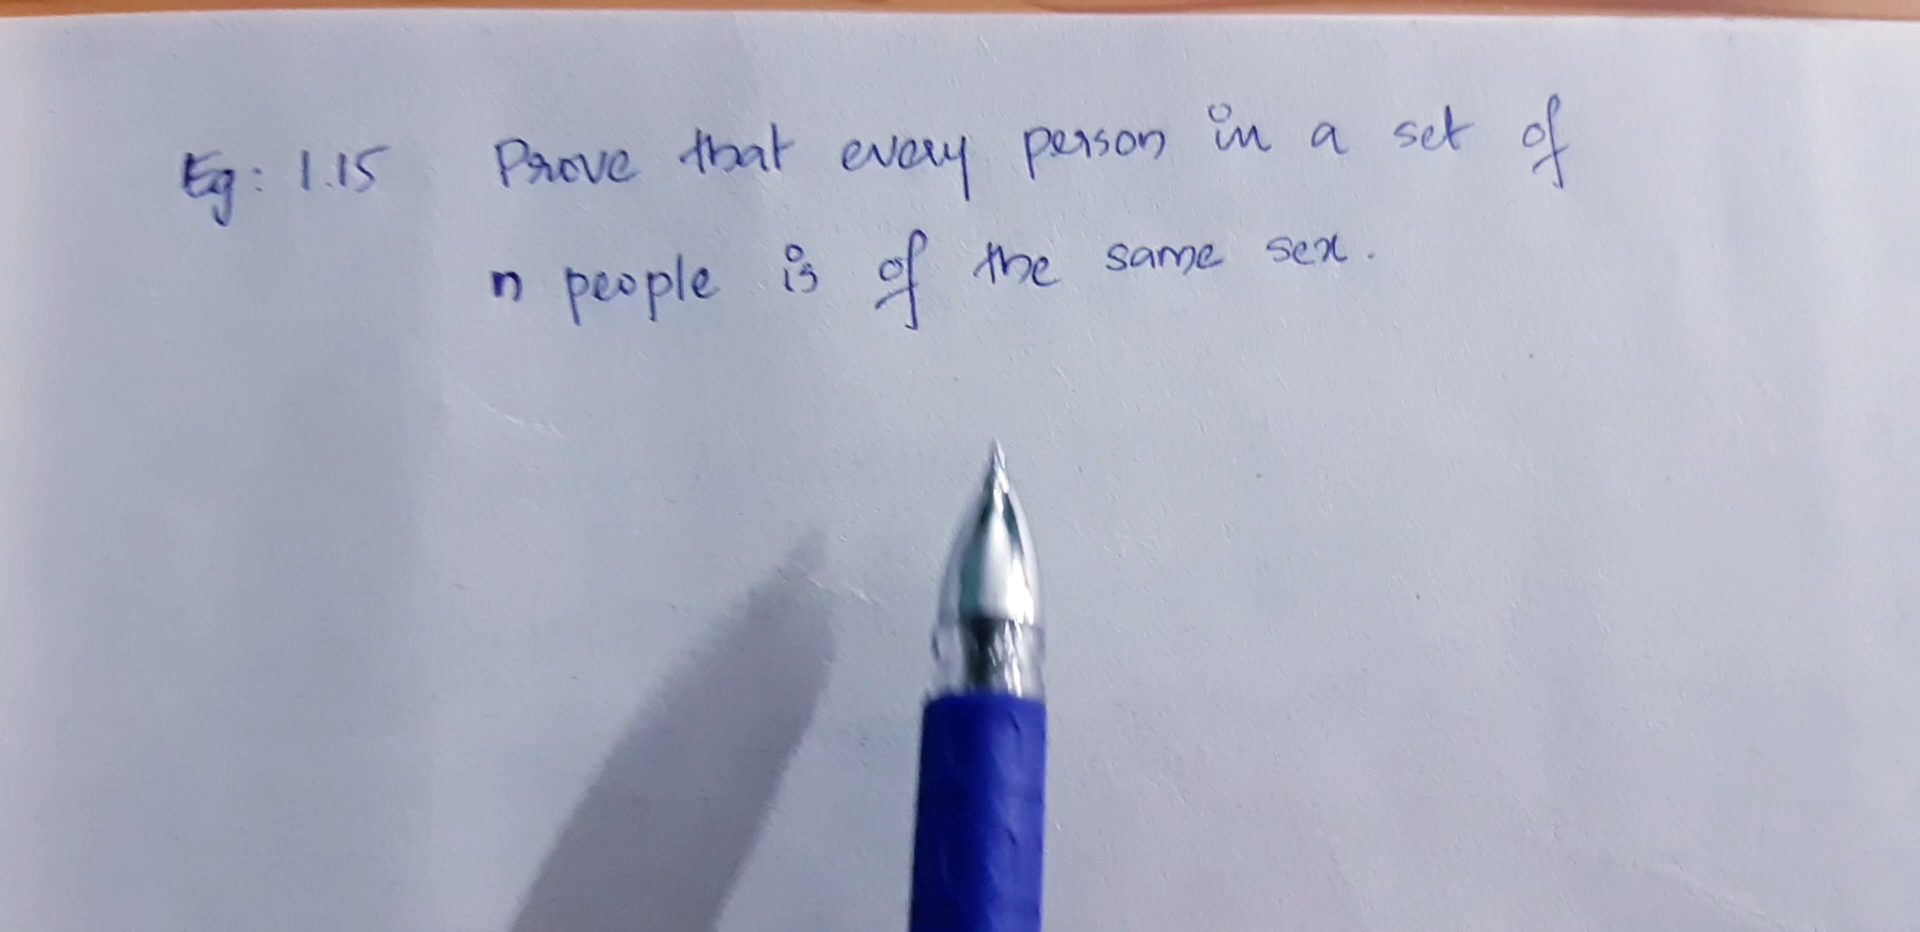 Eg: 1.15 Prove that every person in a set of
n people is of the same sex.